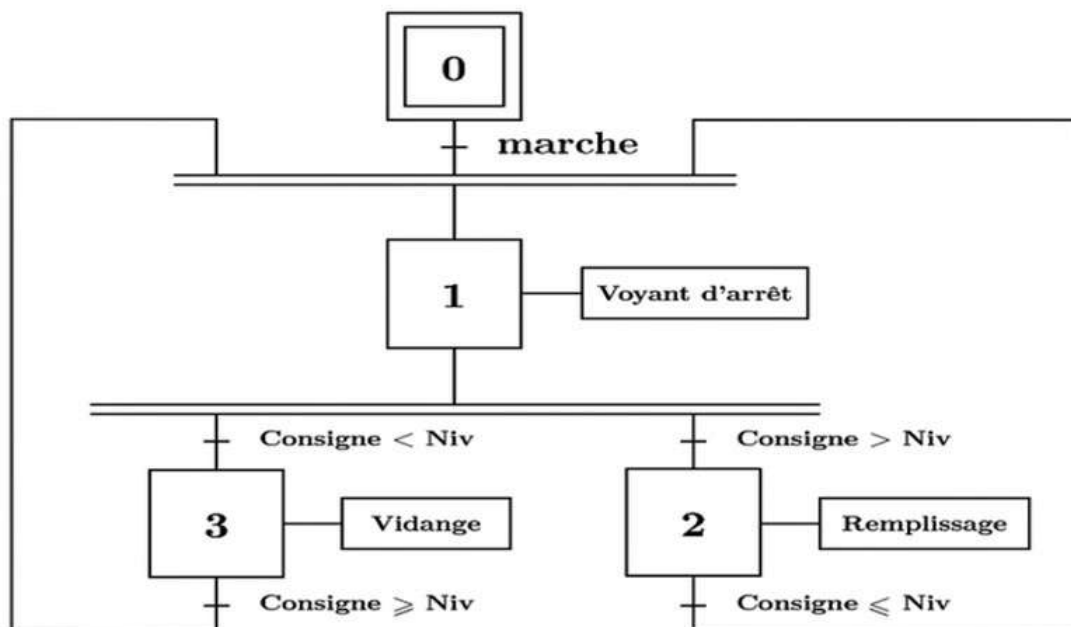 0
marche
1
Voyant d'arrêt
Consigne < Niv
Consigne > Niv
3
Vidange
2
Remplissage
Consigne ⩾ Niv
Consigne ⩽ Niv